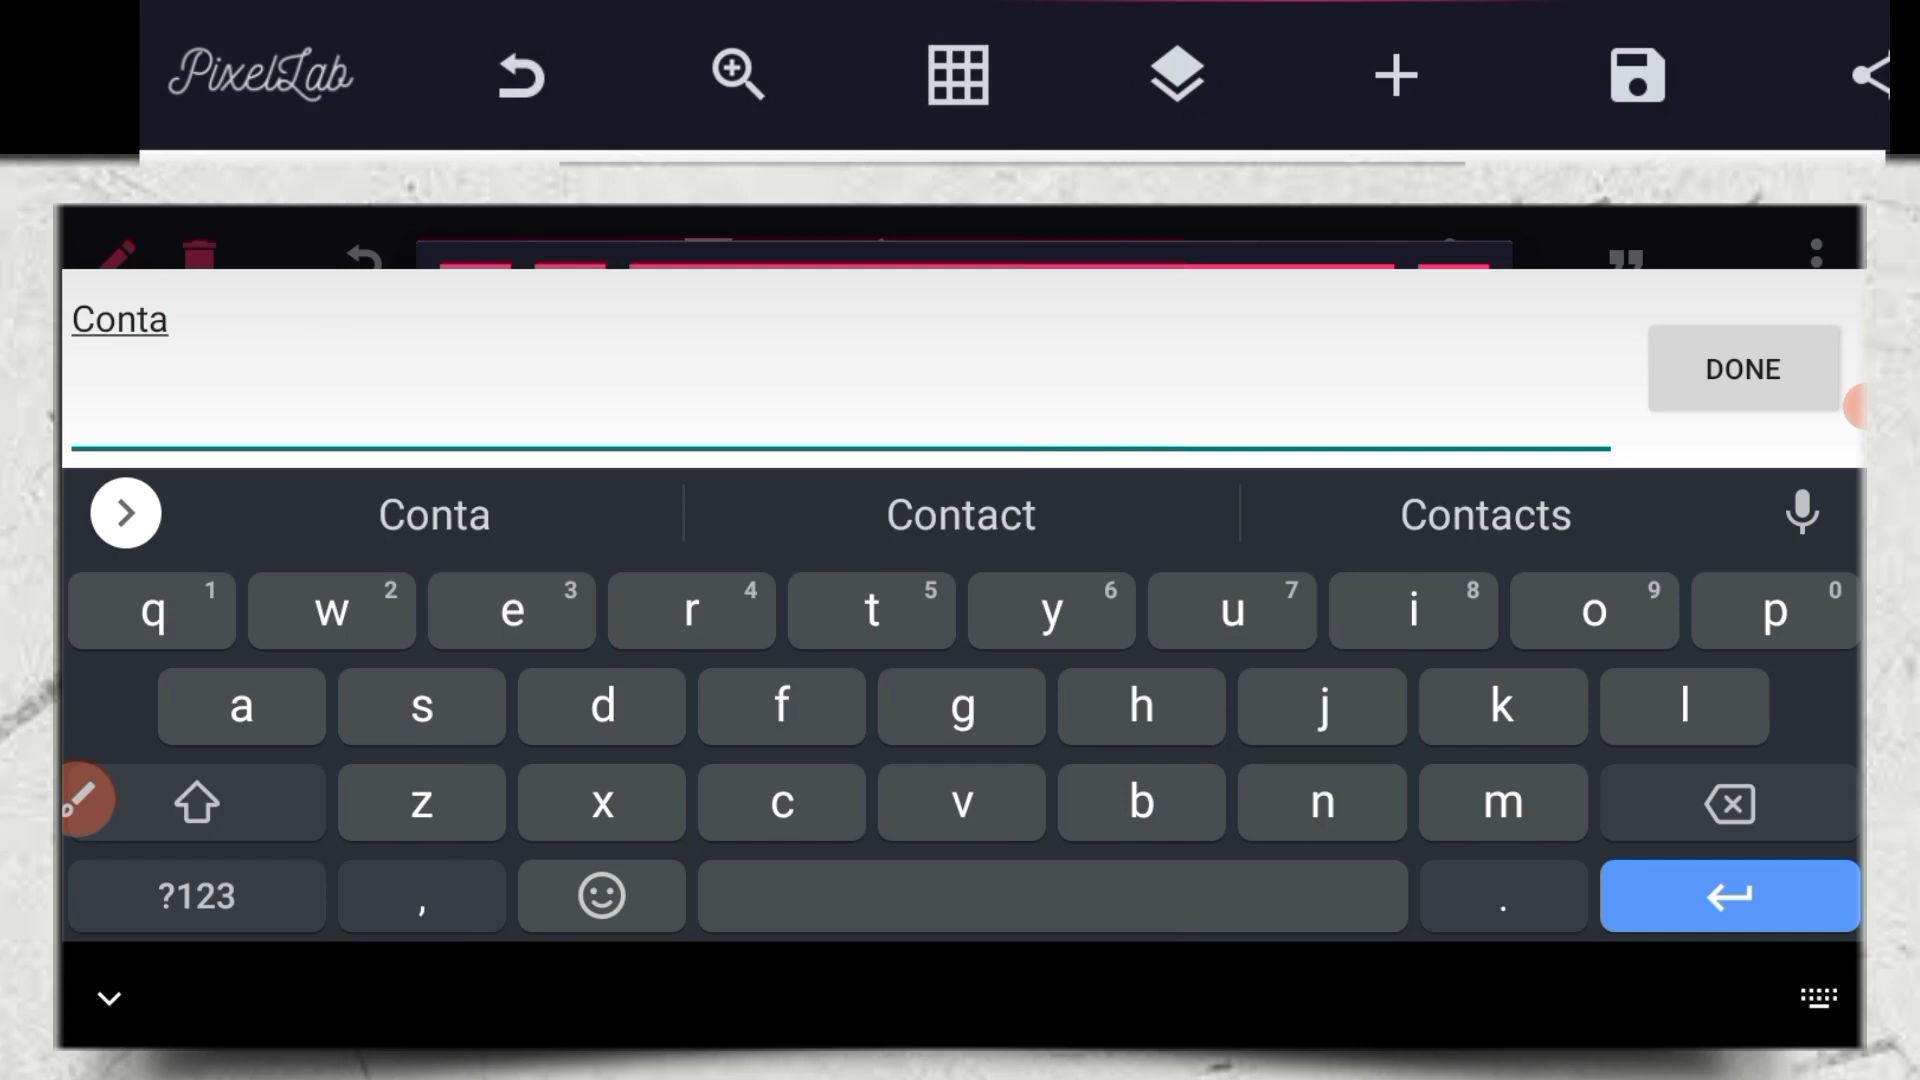 PixelLab
Conta
DONE
Conta Contact Contacts
q 1 w 2 e 3 r 4 t 5 y 6 u 7 i 8 o 9 p 0
a s d f g h j k l
z x c v b n m
?123 , .